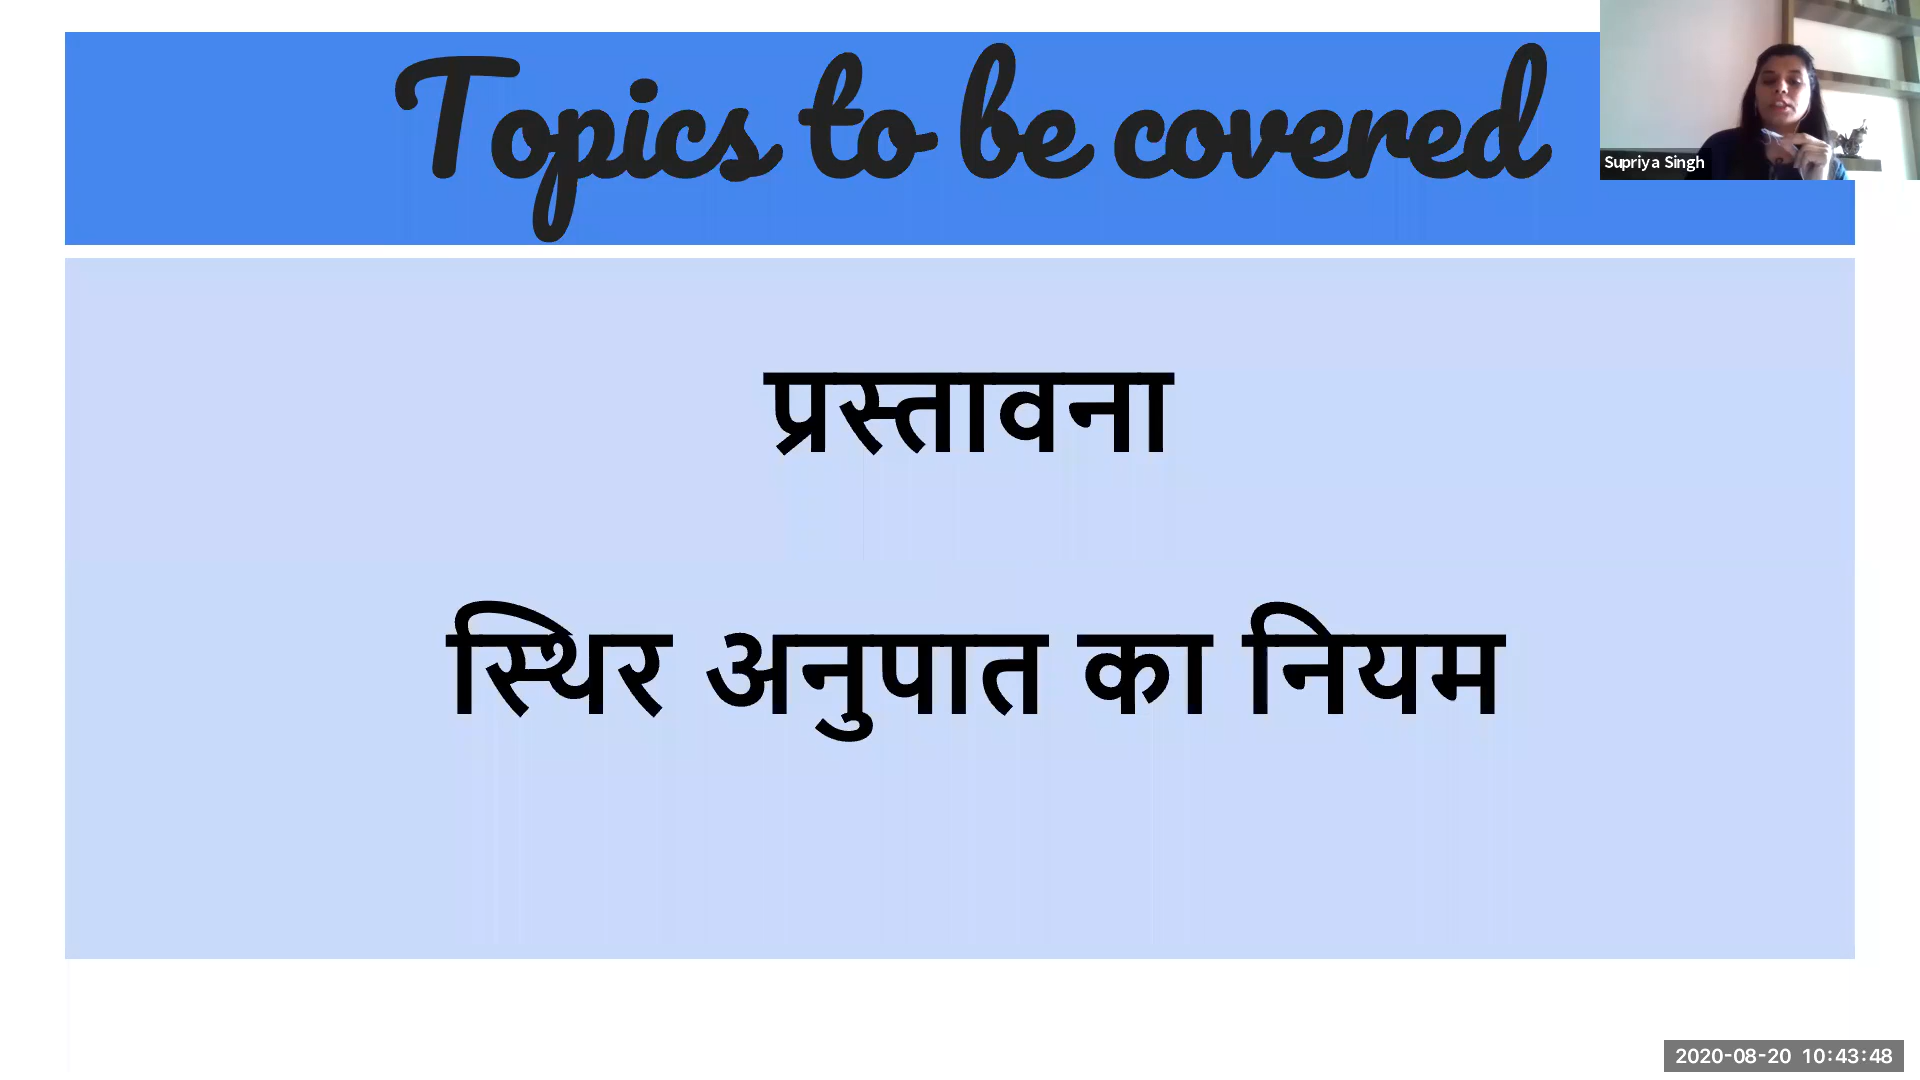 Topics to be covered
Supriya Singh
प्रस्तावना
स्थिर अनुपात का नियम
2020-08-20 10:43:48